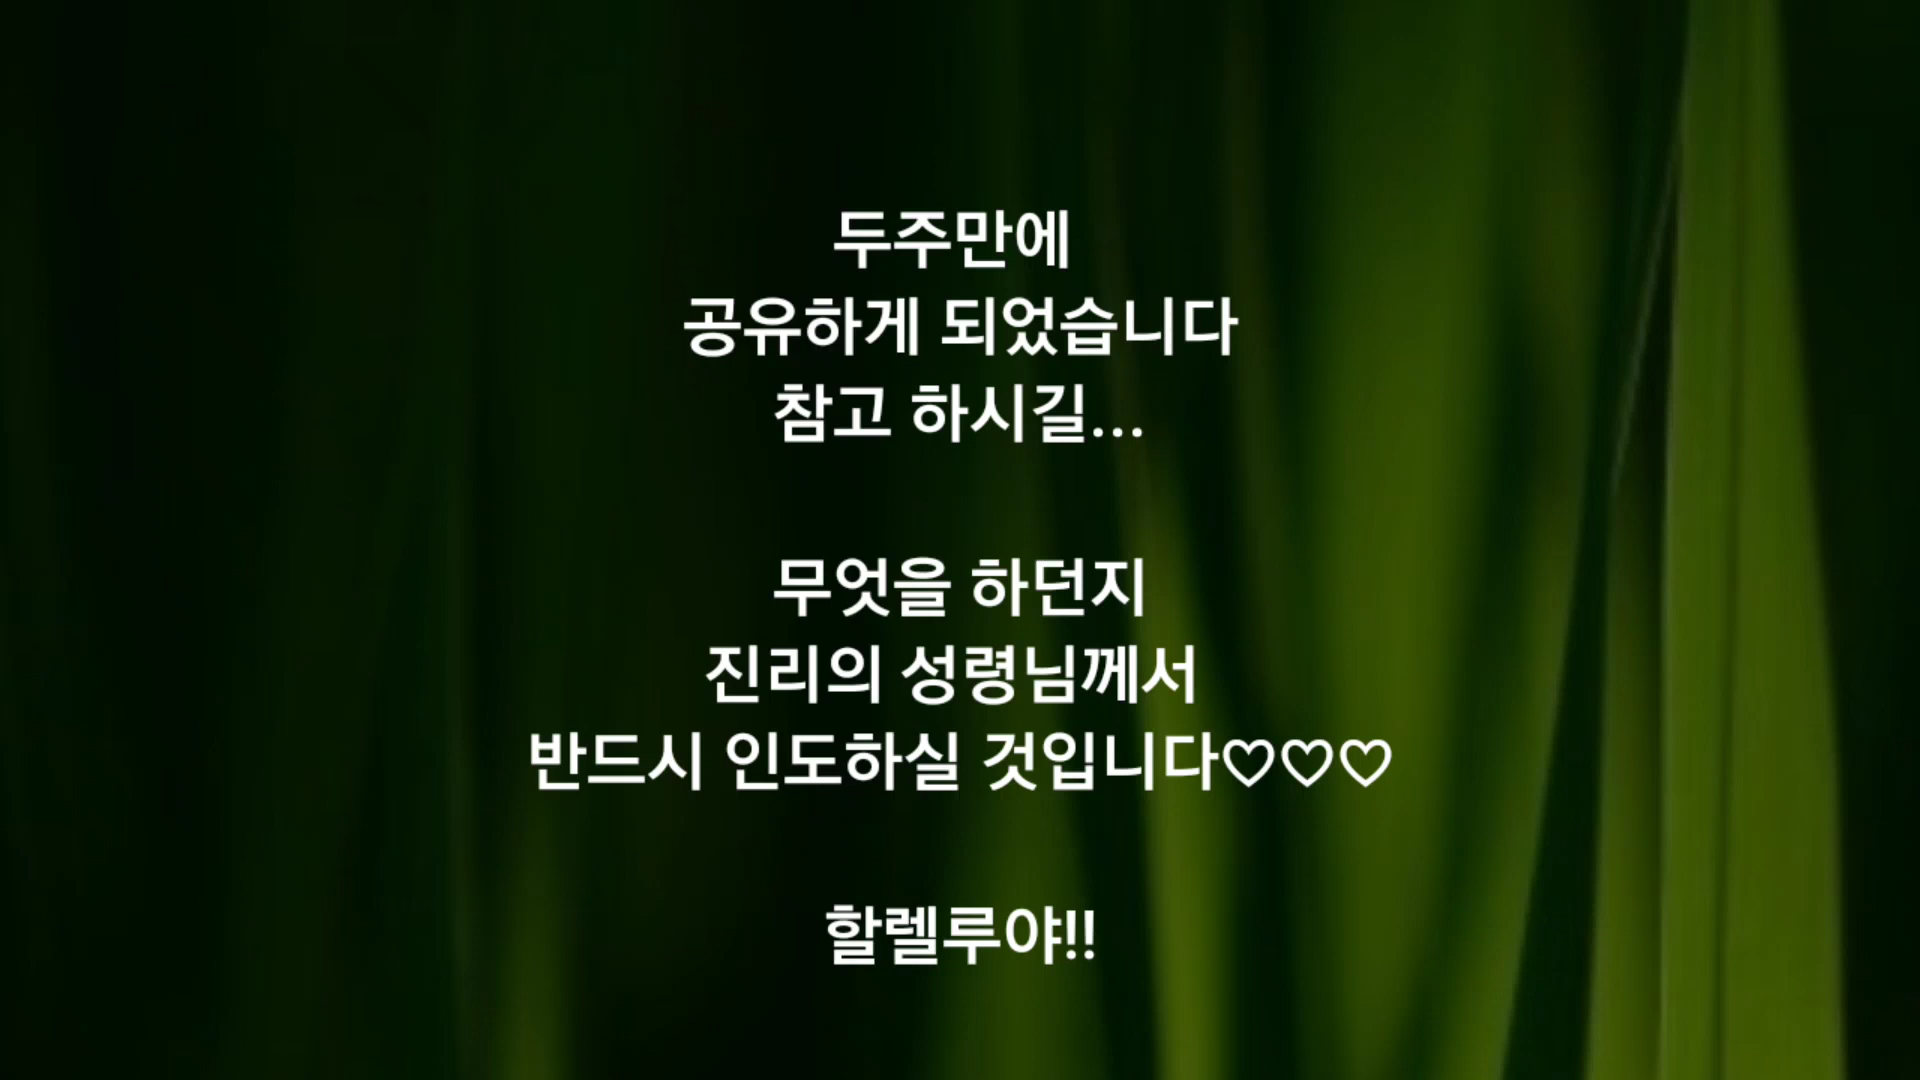 두주만에
공유하게 되었습니다
참고 하시길...
무엇을 하던지
진리의 성령님께서
반드시 인도하실 것입니다♡♡♡
할렐루야!!